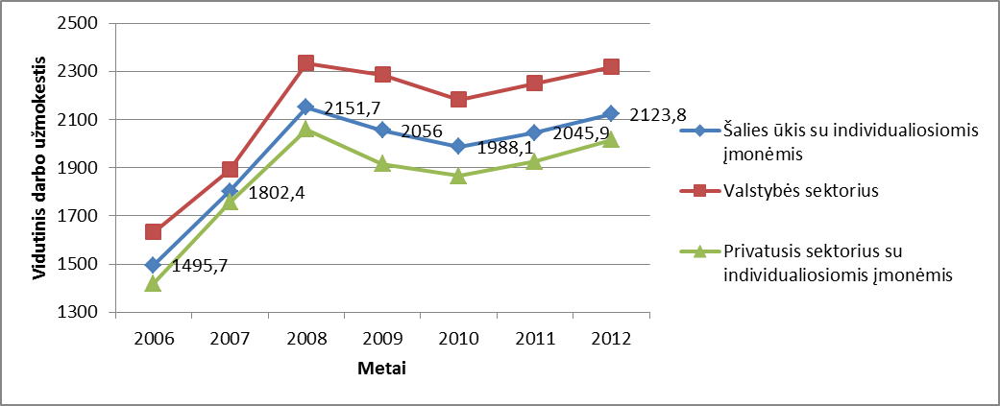 2500
2300
2100
1900
1700
1500
1300
Vidutinis darbo užmokestis
1495,7
1802,4
2151,7
2056
1988,1
2045,9
2123,8
2006 2007 2008 2009 2010 2011 2012
Metai
Šalies ūkis su individualiosiomis
įmonėmis
Valstybės sektorius
Privatusis sektorius su
individualiosiomis įmonėmis